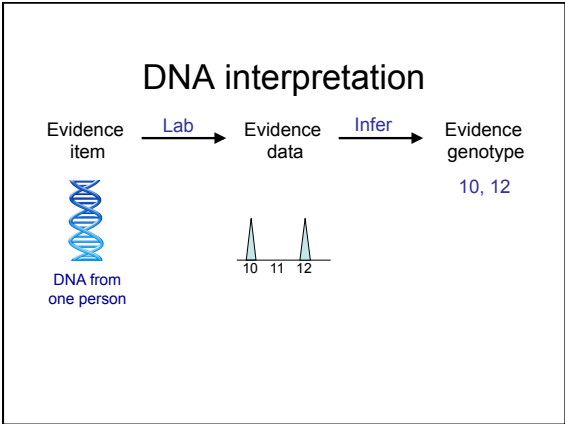 DNA interpretation
Evidence item
Lab
Evidence data
Infer
Evidence genotype
10, 12
DNA from
one person
10 11 12